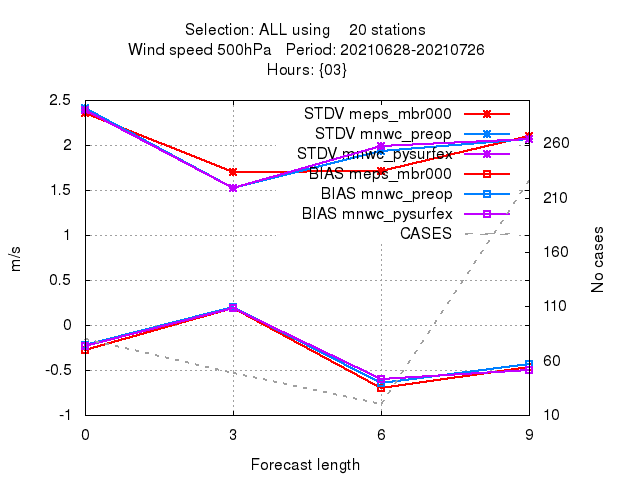 Selection: ALL using    20 stations
Wind speed 500hPa   Period: 20210628-20210726
Hours: {03}
STDV meps_mbr000
STDV mnwc_preop
STDV mnwc_pysurfex
BIAS meps_mbr000
BIAS mnwc_preop
BIAS mnwc_pysurfex
CASES
2.5
2
1.5
1
0.5
0
-0.5
-1
m/s
260
210
160
110
60
10
No cases
0 3 6 9
Forecast length